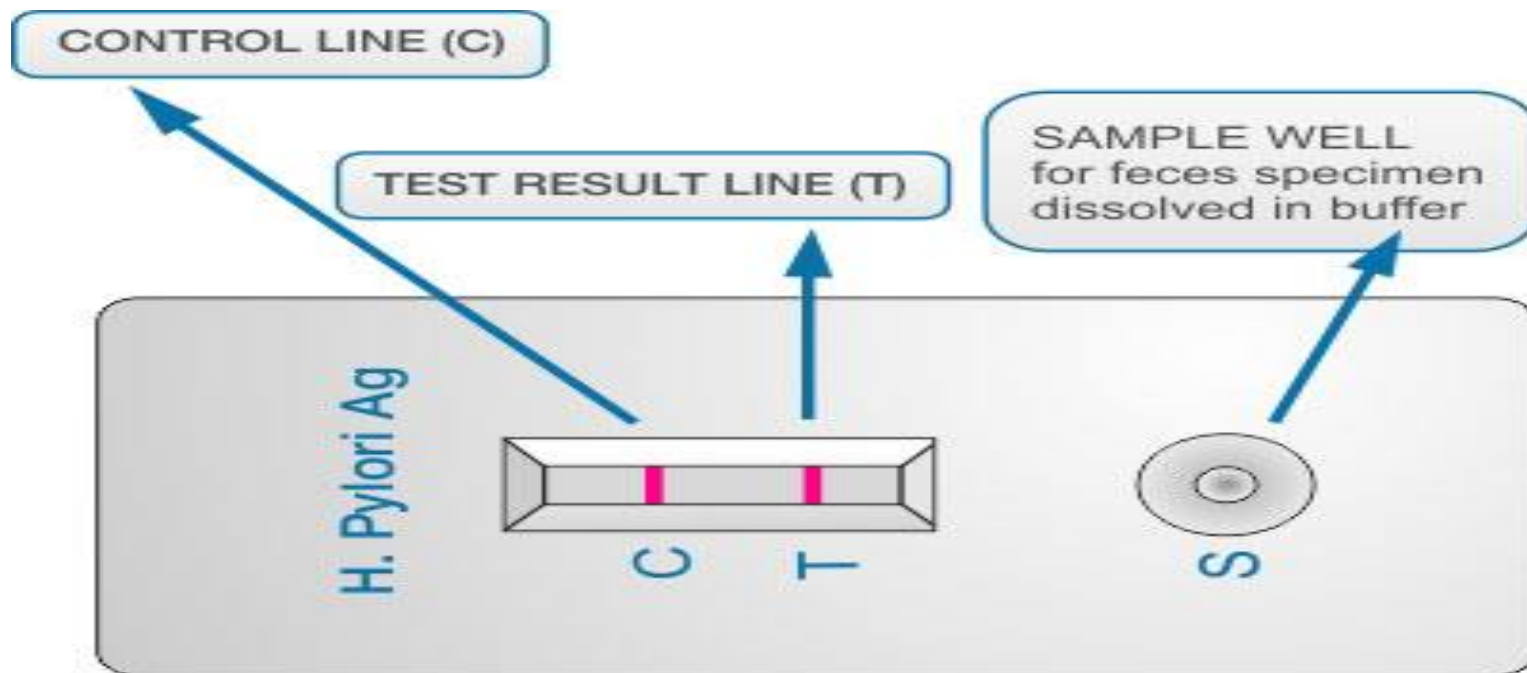 CONTROL LINE (C)
TEST RESULT LINE (T)
SAMPLE WELL
for feces specimen
dissolved in buffer
H. Pylori Ag
C
T
S